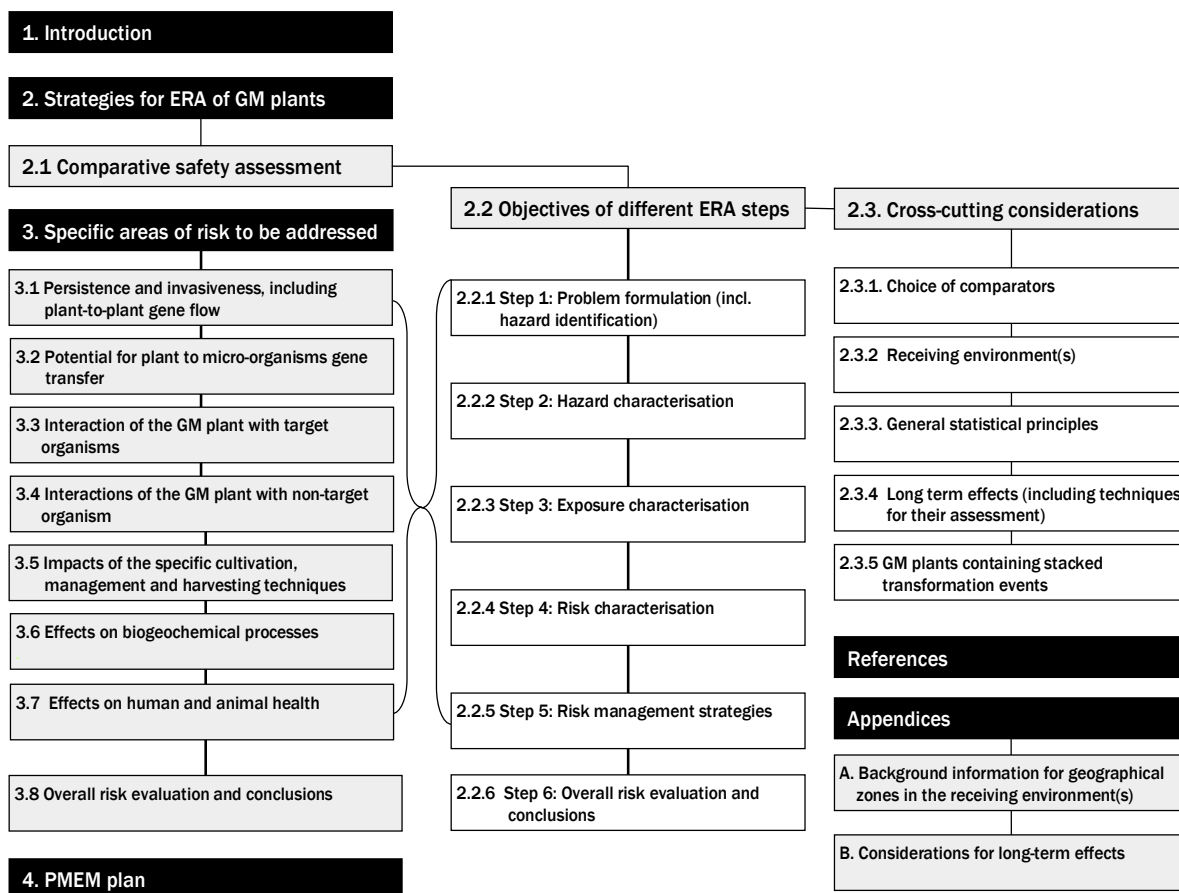 1. Introduction
2. Strategies for ERA of GM plants
2.1 Comparative safety assessment
3. Specific areas of risk to be addressed
3.1 Persistence and invasiveness, including
plant-to-plant gene flow
3.2 Potential for plant to micro-organisms gene
transfer
3.3 Interaction of the GM plant with target
organisms
3.4 Interactions of the GM plant with non-target
organism
3.5 Impacts of the specific cultivation,
management and harvesting techniques
3.6 Effects on biogeochemical processes
3.7 Effects on human and animal health
3.8 Overall risk evaluation and conclusions
4. PMEM plan
2.2 Objectives of different ERA steps
2.2.1 Step 1: Problem formulation (incl.
hazard identification)
2.2.2 Step 2: Hazard characterisation
2.2.3 Step 3: Exposure characterisation
2.2.4 Step 4: Risk characterisation
2.2.5 Step 5: Risk management strategies
2.2.6 Step 6: Overall risk evaluation and
conclusions
2.3. Cross-cutting considerations
2.3.1. Choice of comparators
2.3.2 Receiving environment(s)
2.3.3. General statistical principles
2.3.4 Long term effects (including techniques
for their assessment)
2.3.5 GM plants containing stacked
transformation events
References
Appendices
A. Background information for geographical
zones in the receiving environment(s)
B. Considerations for long-term effects